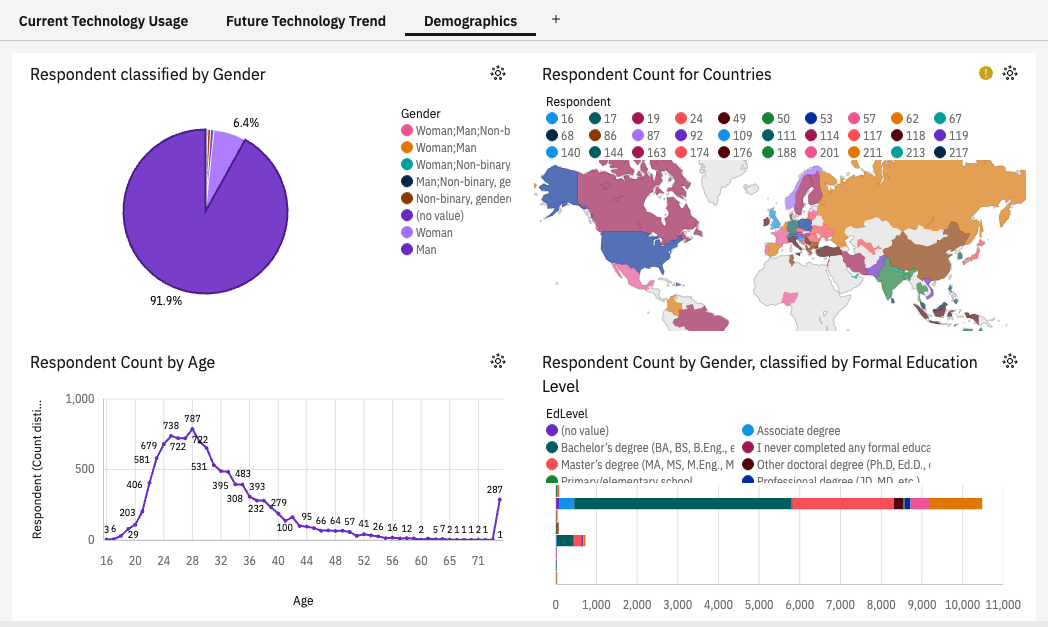 Current Technology Usage Future Technology Trend Demographics +
Respondent classified by Gender
6.4%
91.9%
Gender
Woman;Man;Non-b
Woman;Man
Woman;Non-binary
Man;Non-binary, ge
Non-binary, gender
(no value)
Woman
Man
Respondent Count for Countries
Respondent
16 17 19 24 49 50 53 57 62 67
68 86 87 92 109 111 114 117 118 119
140 144 163 174 176 188 201 211 213 217
Respondent Count by Age
Respondent (Count disti...
1,000
500
0
3 6 29 203 406 581 679 738 722 787 722 531 395 483 308 393 232 279 100 95 66 64 57 41 26 16 12 2 5 7 2 1 1 1 2 1 287 1
16 20 24 28 32 36 40 44 48 52 56 60 65 71
Age
Respondent Count by Gender, classified by Formal Education
Level
EdLevel
(no value) Associate degree
Bachelor's degree (BA, BS, B.Eng., e I never completed any formal educa
Master's degree (MA, MS, M.Eng., M Other doctoral degree (Ph.D, Ed.D., (
Primary/elementary school Professional degree (JD, MD, etc.)
0 1,000 2,000 3,000 4,000 5,000 6,000 7,000 8,000 9,000 10,000 11,000